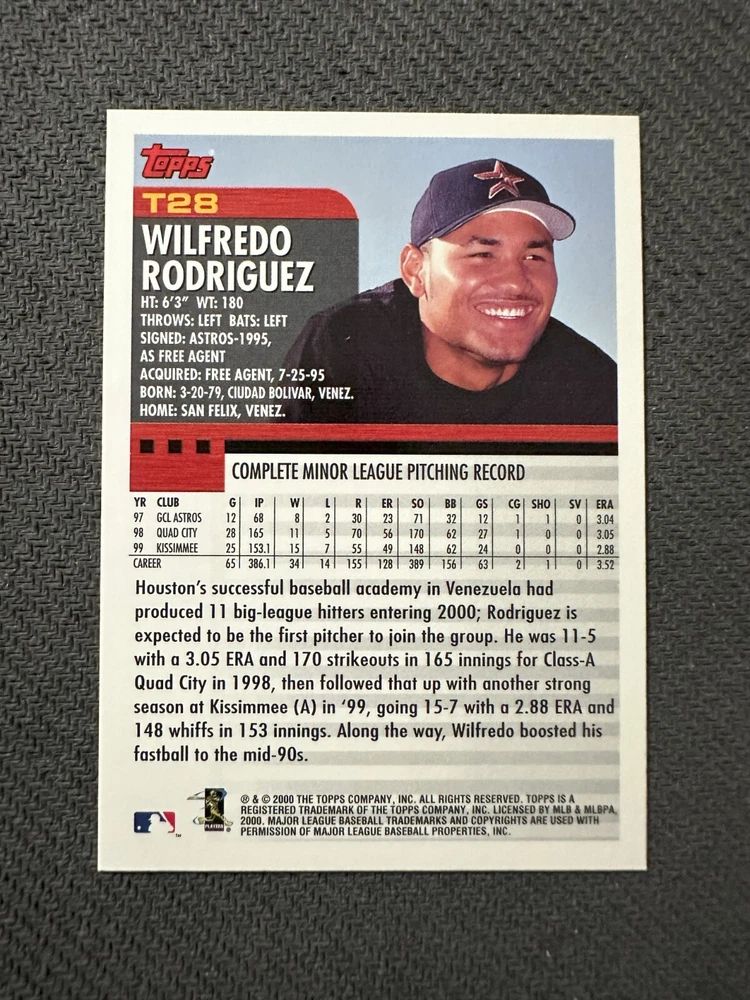 Topps
T28
WILFREDO
RODRIGUEZ
HT: 6'3" WT: 180
THROWS: LEFT BATS: LEFT
SIGNED: ASTROS-1995,
AS FREE AGENT
ACQUIRED: FREE AGENT, 7-25-95
BORN: 3-20-79, CIUDAD BOLIVAR, VENEZ.
HOME: SAN FELIX, VENEZ.
COMPLETE MINOR LEAGUE PITCHING RECORD
YR CLUB G IP W L R ER SO BB GS CG SHO SV ERA
97 GCL ASTROS 12 68 8 2 30 23 71 32 12 1 1 0 3.04
98 QUAD CITY 28 165 11 5 70 56 170 62 27 1 0 0 3.05
99 KISSIMMEE 25 153.1 15 7 55 49 148 62 24 0 0 0 2.88
CAREER 65 386.1 34 14 155 128 389 156 63 2 1 0 3.52
Houston's successful baseball academy in Venezuela had
produced 11 big-league hitters entering 2000; Rodriguez is
expected to be the first pitcher to join the group. He was 11-5
with a 3.05 ERA and 170 strikeouts in 165 innings for Class-A
Quad City in 1998, then followed that up with another strong
season at Kissimmee (A) in '99, going 15-7 with a 2.88 ERA and
148 whiffs in 153 innings. Along the way, Wilfredo boosted his
fastball to the mid-90s.
PLAYERS
® & © 2000 THE TOPPS COMPANY, INC. ALL RIGHTS RESERVED. TOPPS IS A
REGISTERED TRADEMARK OF THE TOPPS COMPANY, INC. LICENSED BY MLB & MLBPA,
2000. MAJOR LEAGUE BASEBALL TRADEMARKS AND COPYRIGHTS ARE USED WITH
PERMISSION OF MAJOR LEAGUE BASEBALL PROPERTIES, INC.